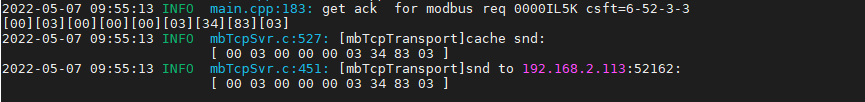 2022-05-07 09:55:13 INFO  main.cpp:183: get ack  for modbus req 0000IL5K csft=6-52-3-3
[00][03][00][00][00][03][34][83][03]
2022-05-07 09:55:13 INFO  mbTcpSvr.c:527: [mbTcpTransport]cache snd:
[ 00 03 00 00 00 03 34 83 03 ]
2022-05-07 09:55:13 INFO  mbTcpSvr.c:451: [mbTcpTransport]snd to 192.168.2.113:52162:
[ 00 03 00 00 00 03 34 83 03 ]